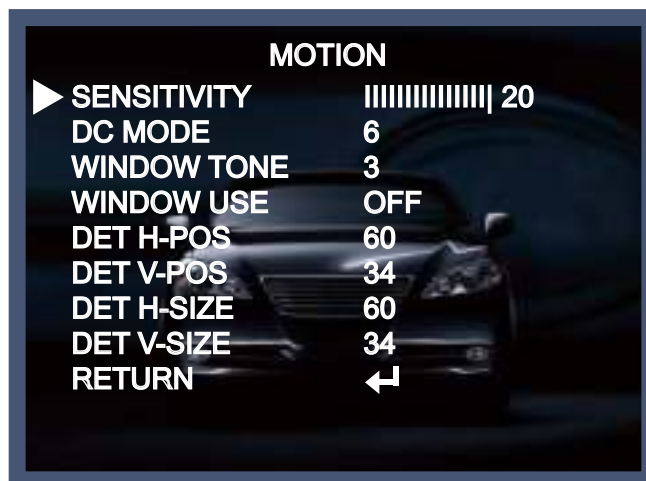 MOTION
SENSITIVITY ||||||||||||||| 20
DC MODE 6
WINDOW TONE 3
WINDOW USE OFF
DET H-POS 60
DET V-POS 34
DET H-SIZE 60
DET V-SIZE 34
RETURN ↲